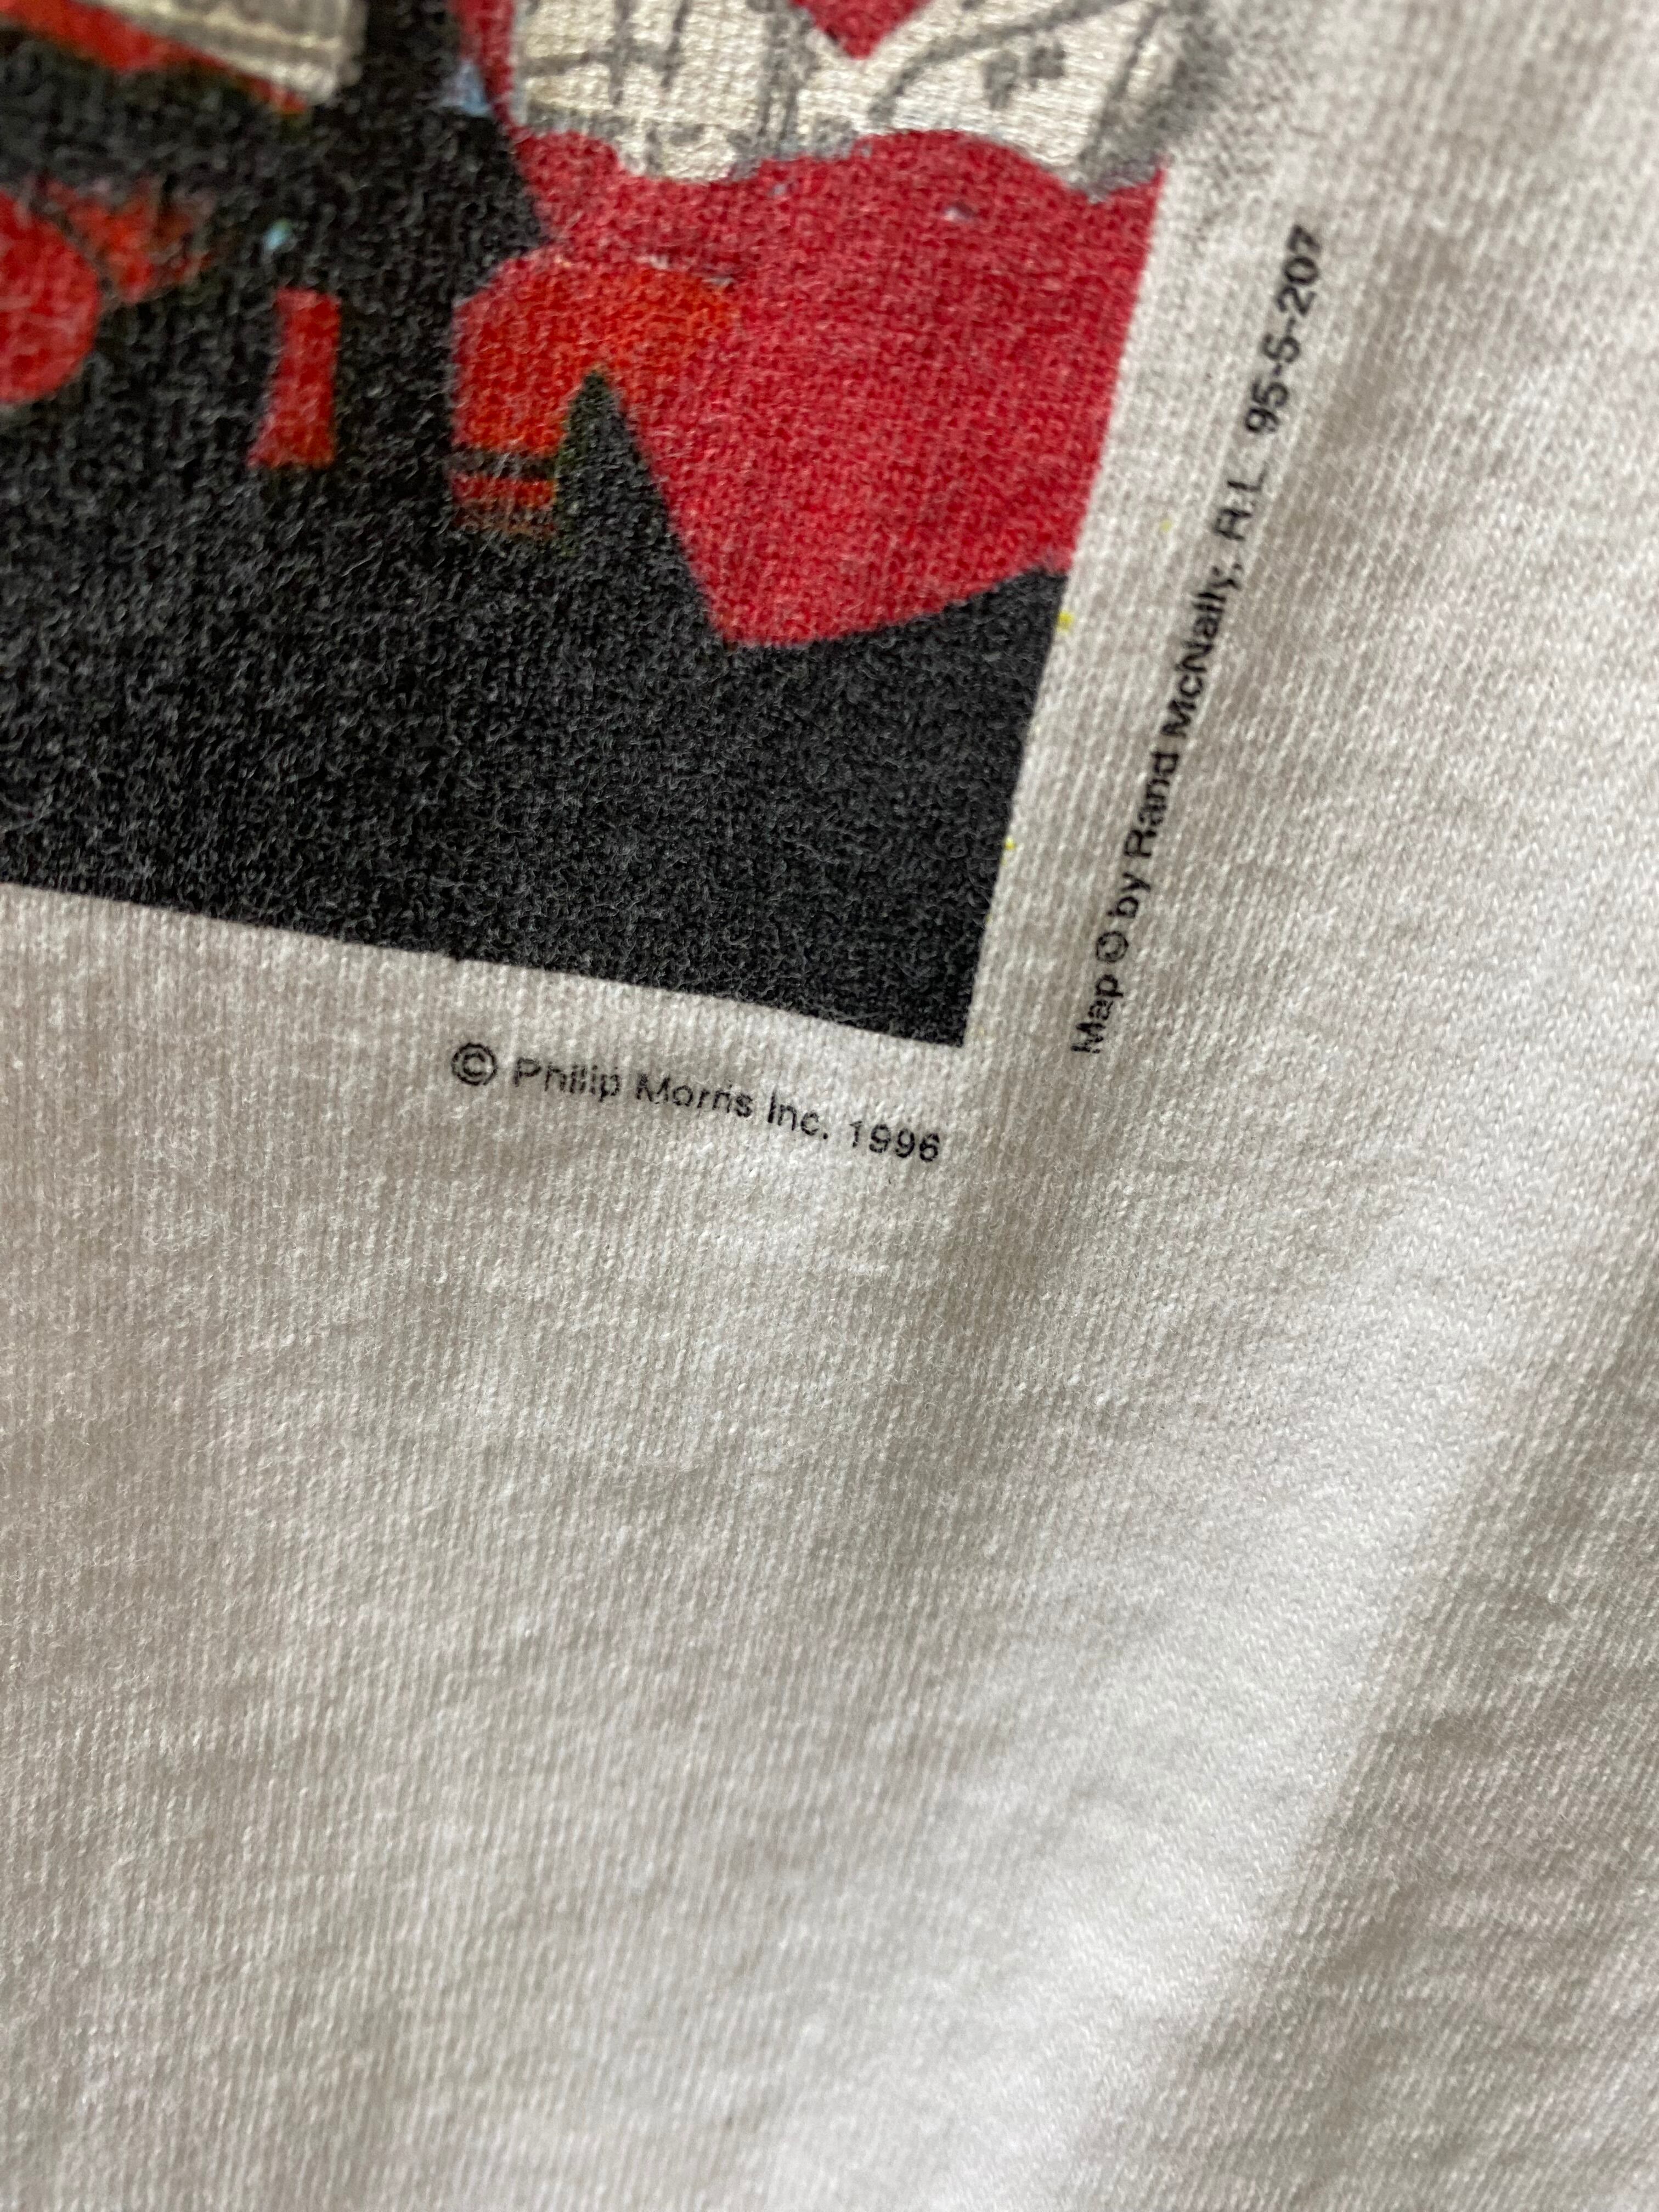 Map © by Rand McNally, R.L. 95-S-207
© Philip Morris Inc. 1996